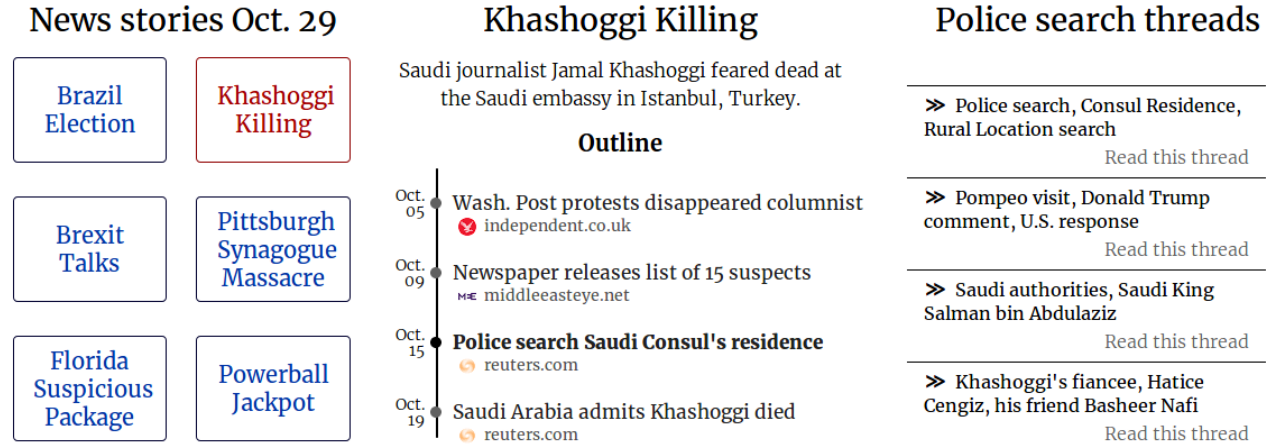 News stories Oct. 29
Brazil
Election
Khashoggi
Killing
Brexit
Talks
Pittsburgh
Synagogue
Massacre
Florida
Suspicious
Package
Powerball
Jackpot
Khashoggi Killing
Saudi journalist Jamal Khashoggi feared dead at
the Saudi embassy in Istanbul, Turkey.
Outline
Oct.
05
Wash. Post protests disappeared columnist
independent.co.uk
Oct.
09
Newspaper releases list of 15 suspects
MEE middleeasteye.net
Oct.
15
Police search Saudi Consul's residence
reuters.com
Oct.
19
Saudi Arabia admits Khashoggi died
reuters.com
Police search threads
≫ Police search, Consul Residence,
Rural Location search
Read this thread
≫ Pompeo visit, Donald Trump
comment, U.S. response
Read this thread
≫ Saudi authorities, Saudi King
Salman bin Abdulaziz
Read this thread
≫ Khashoggi's fiancee, Hatice
Cengiz, his friend Basheer Nafi
Read this thread